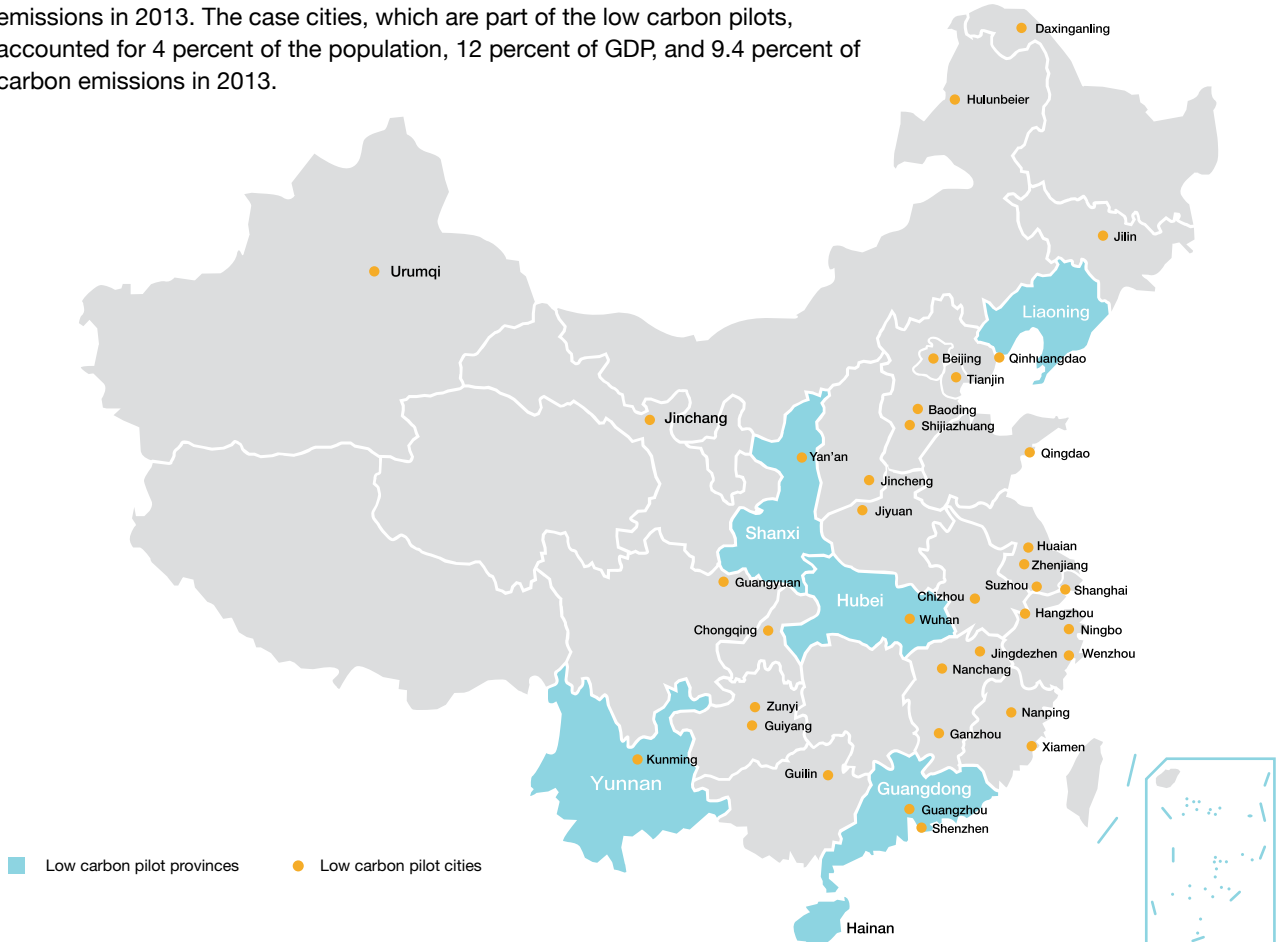 emissions in 2013. The case cities, which are part of the low carbon pilots,
accounted for 4 percent of the population, 12 percent of GDP, and 9.4 percent of
carbon emissions in 2013.
Daxinganling
Hulunbeier
Jilin
Urumqi
Liaoning
Beijing
Qinhuangdao
Tianjin
Baoding
Jinchang
Shijiazhuang
Yan'an
Qingdao
Jincheng
Jiyuan
Shanxi
Huaian
Zhenjiang
Guangyuan
Suzhou
Shanghai
Chizhou
Hubei
Hangzhou
Wuhan
Chongqing
Ningbo
Jingdezhen
Wenzhou
Nanchang
Zunyi
Nanping
Guiyang
Ganzhou
Xiamen
Kunming
Guilin
Yunnan
Guangdong
Guangzhou
Shenzhen
Low carbon pilot provinces
Low carbon pilot cities
Hainan